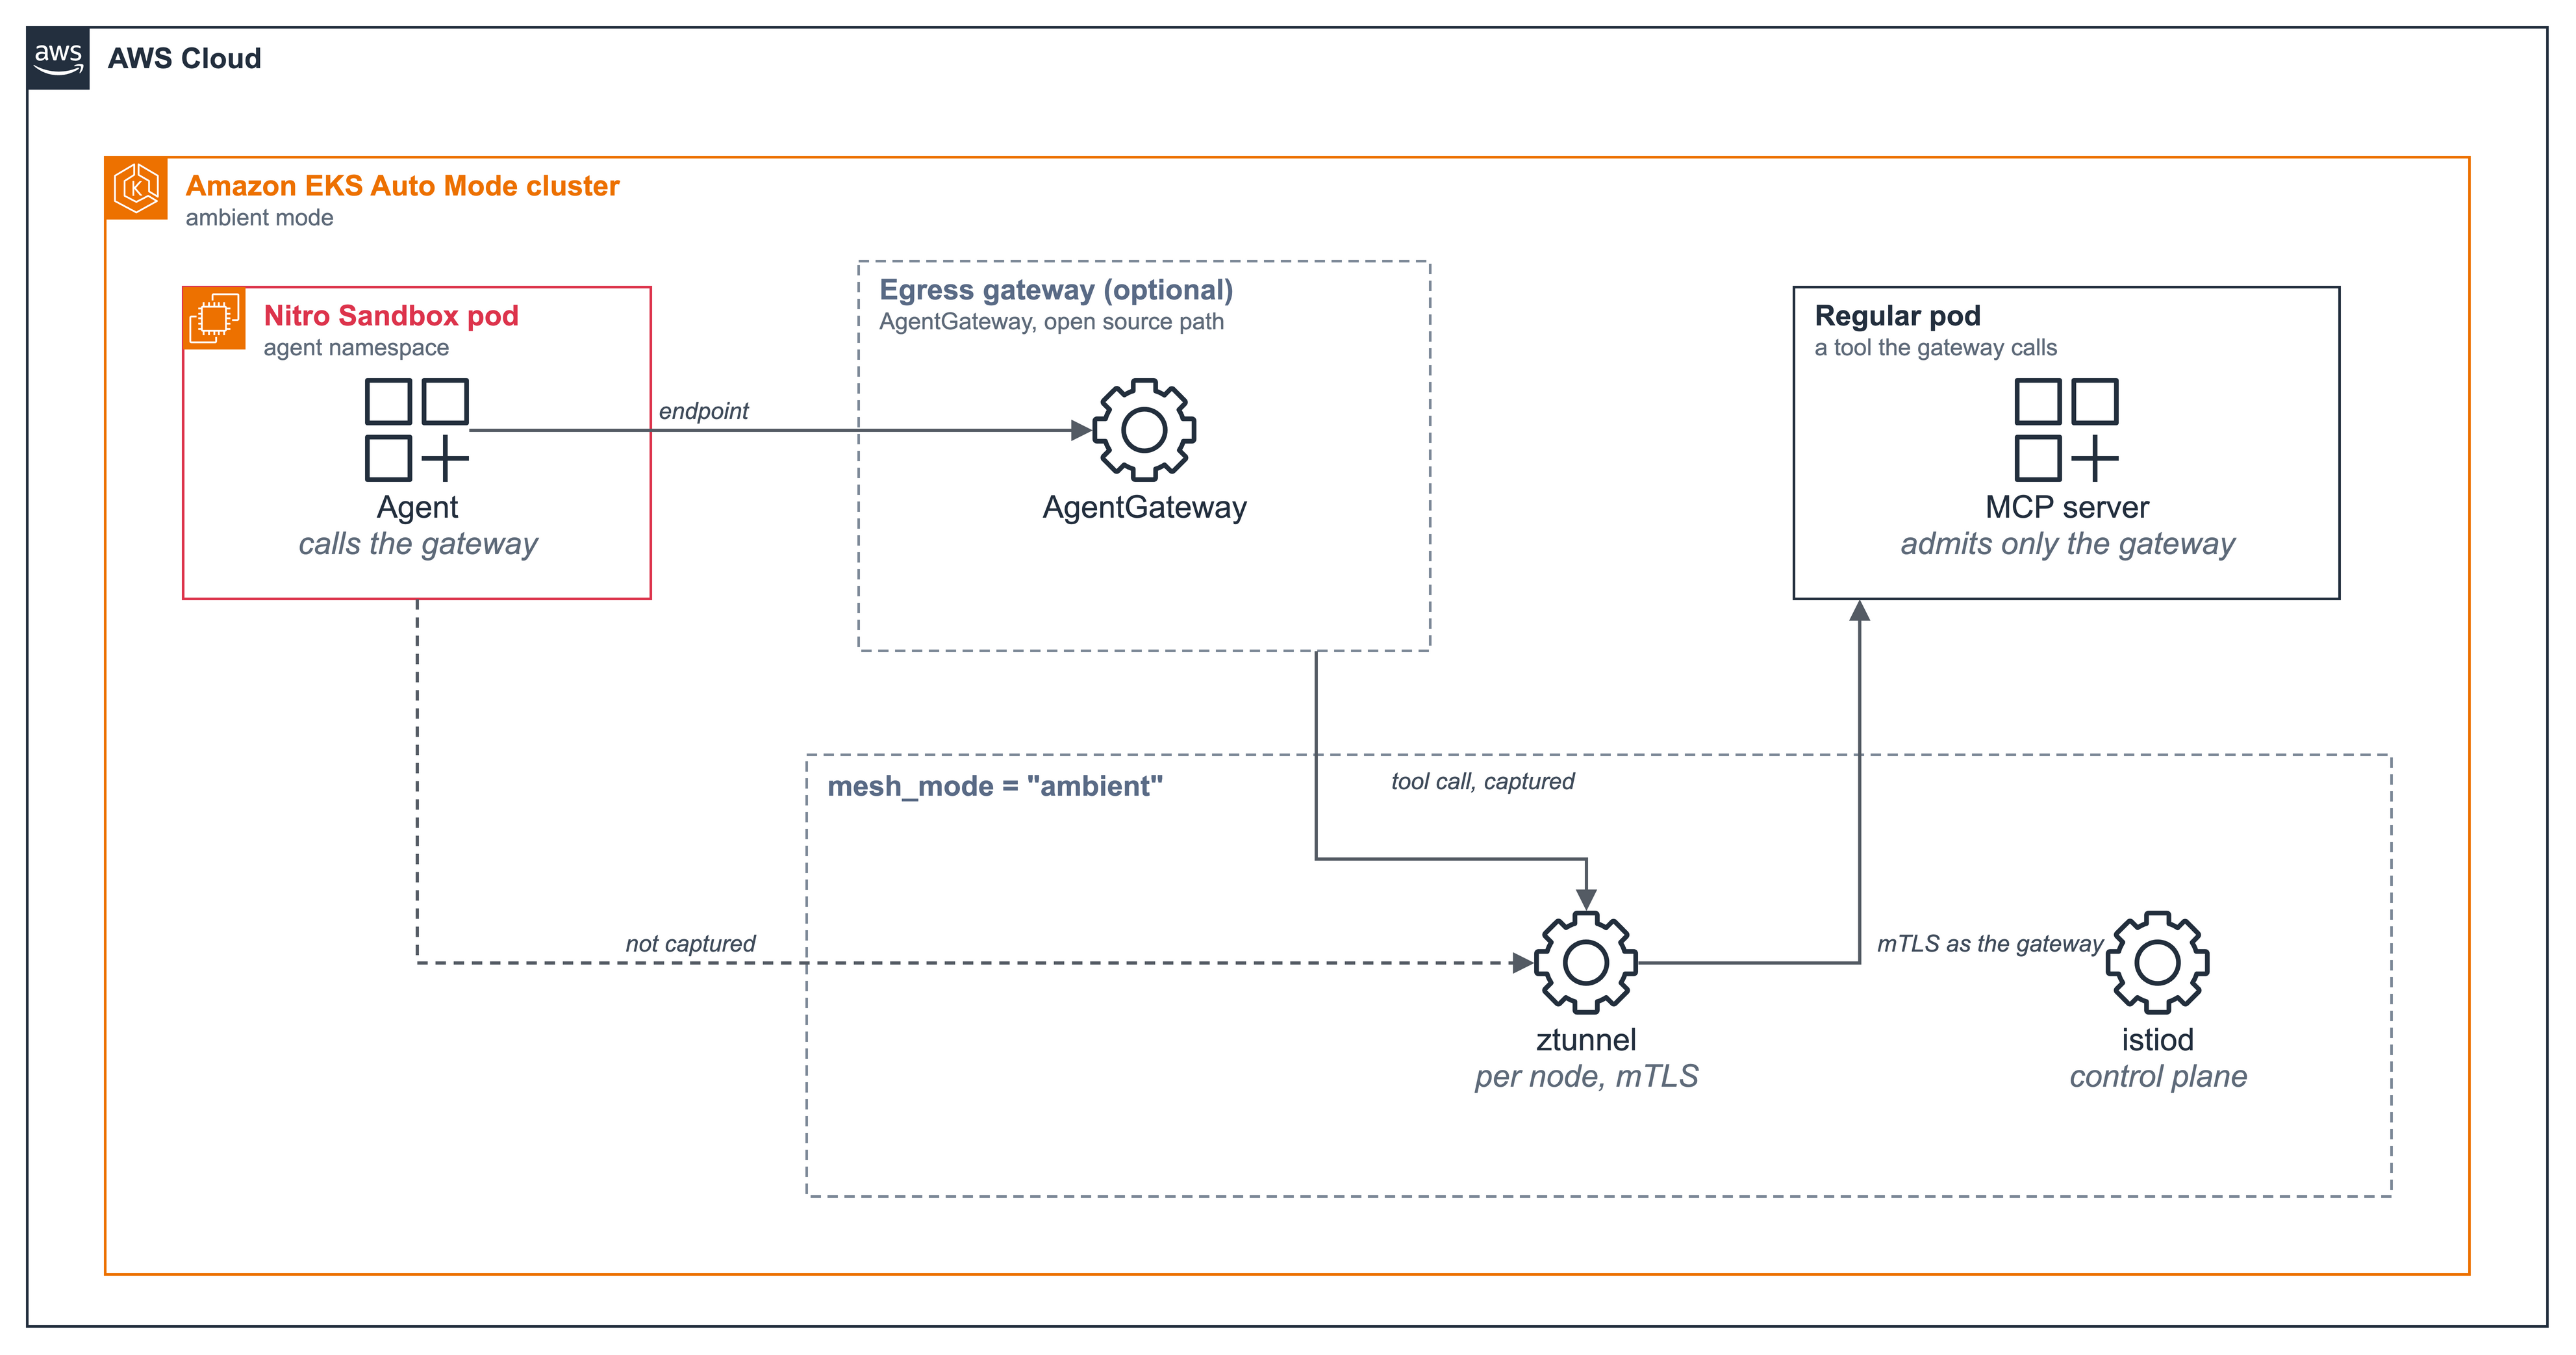 aws
AWS Cloud
Amazon EKS Auto Mode cluster
ambient mode
Nitro Sandbox pod
agent namespace
Agent
calls the gateway
endpoint
Egress gateway (optional)
AgentGateway, open source path
AgentGateway
Regular pod
a tool the gateway calls
MCP server
admits only the gateway
mesh_mode = "ambient"
tool call, captured
not captured
mTLS as the gateway
ztunnel
per node, mTLS
istiod
control plane